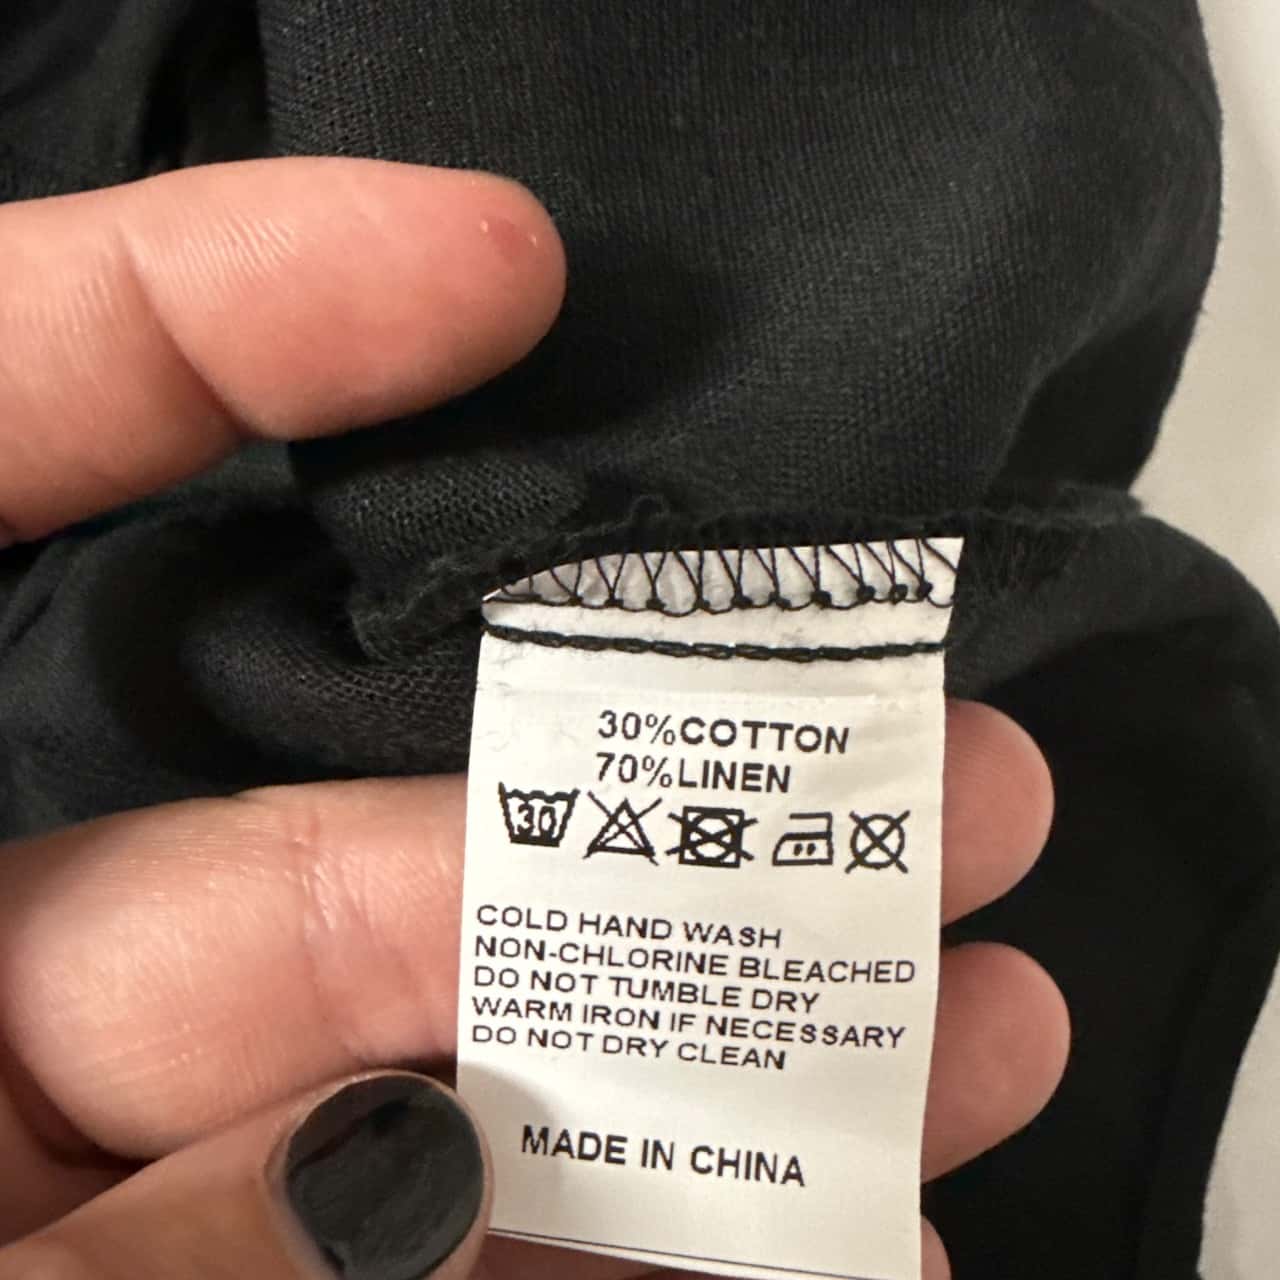 30%COTTON
70%LINEN
30
COLD HAND WASH
NON-CHLORINE BLEACHED
DO NOT TUMBLE DRY
WARM IRON IF NECESSARY
DO NOT DRY CLEAN
MADE IN CHINA